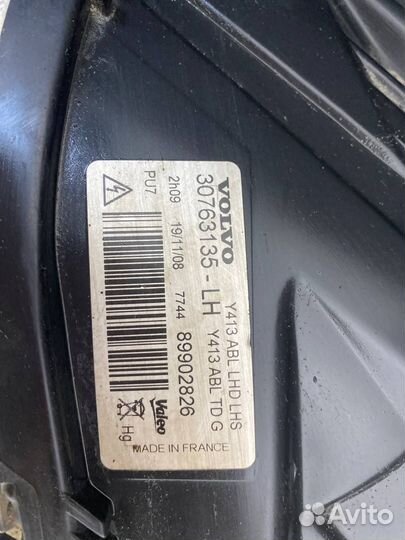 VOLVO
30763135 - LH
Y413 ABL LHD LHS
Y413 ABL TD G
2h09 19/11/08 7744 89902826
PU7
Valeo
Hg
MADE IN FRANCE
Avito